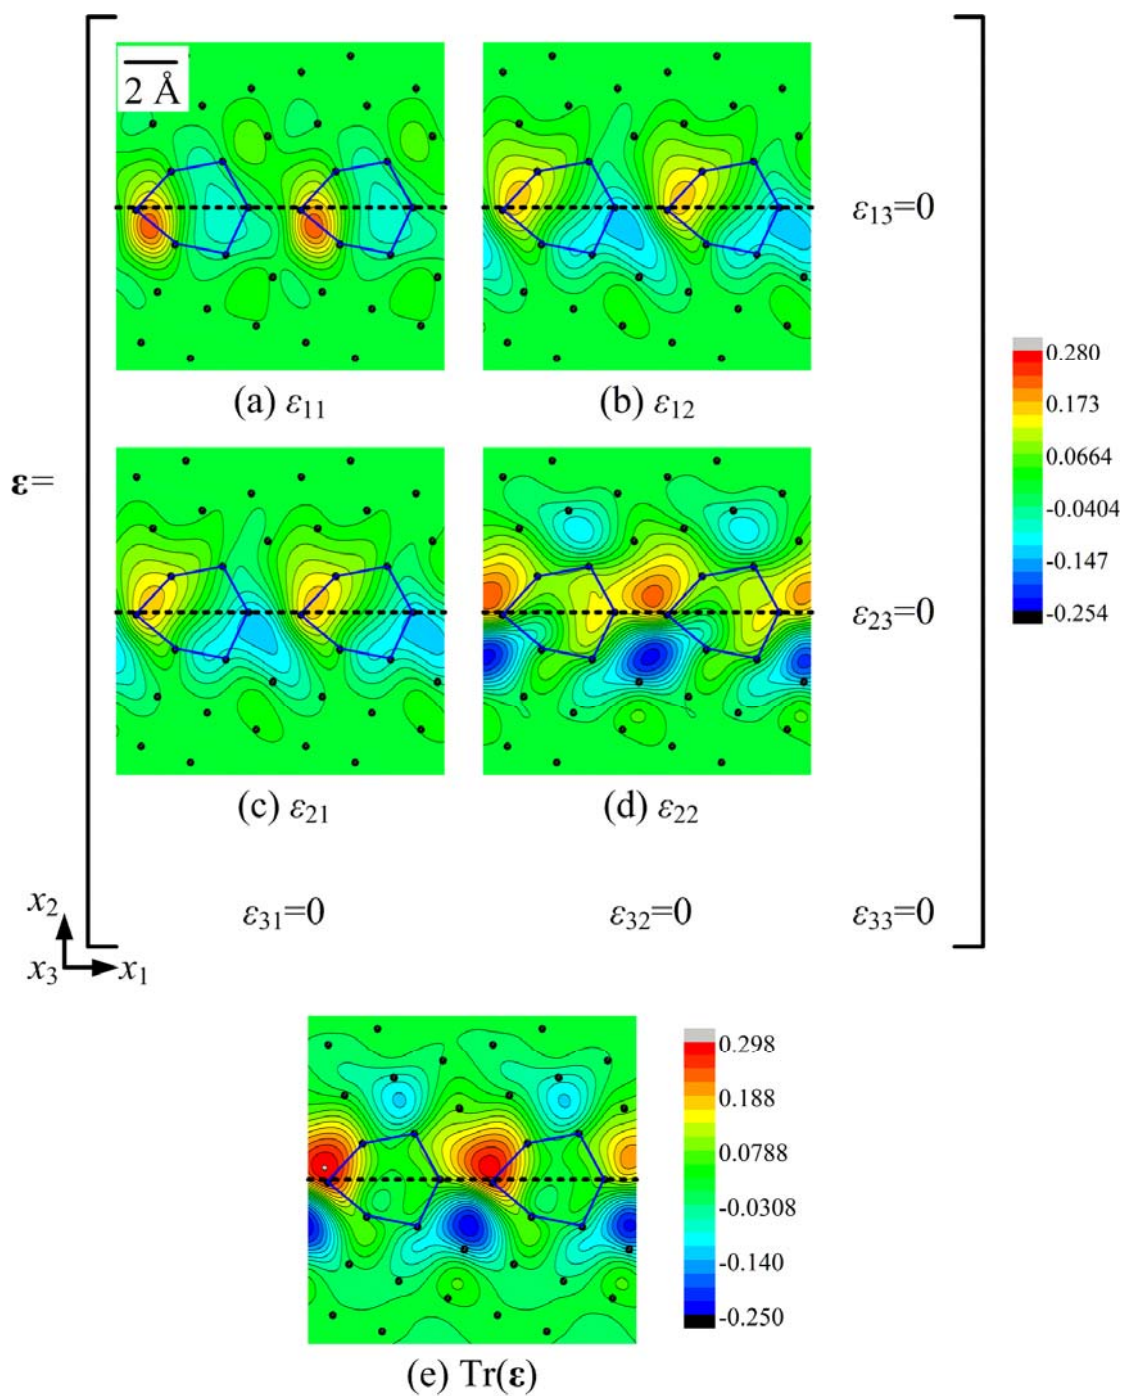 2 Å
ε13=0
(a) ε11
(b) ε12
0.280
0.173
0.0664
-0.0404
-0.147
-0.254
ε=
ε23=0
(c) ε21
(d) ε22
x2
x3
x1
ε31=0
ε32=0
ε33=0
0.298
0.188
0.0788
-0.0308
-0.140
-0.250
(e) Tr(ε)